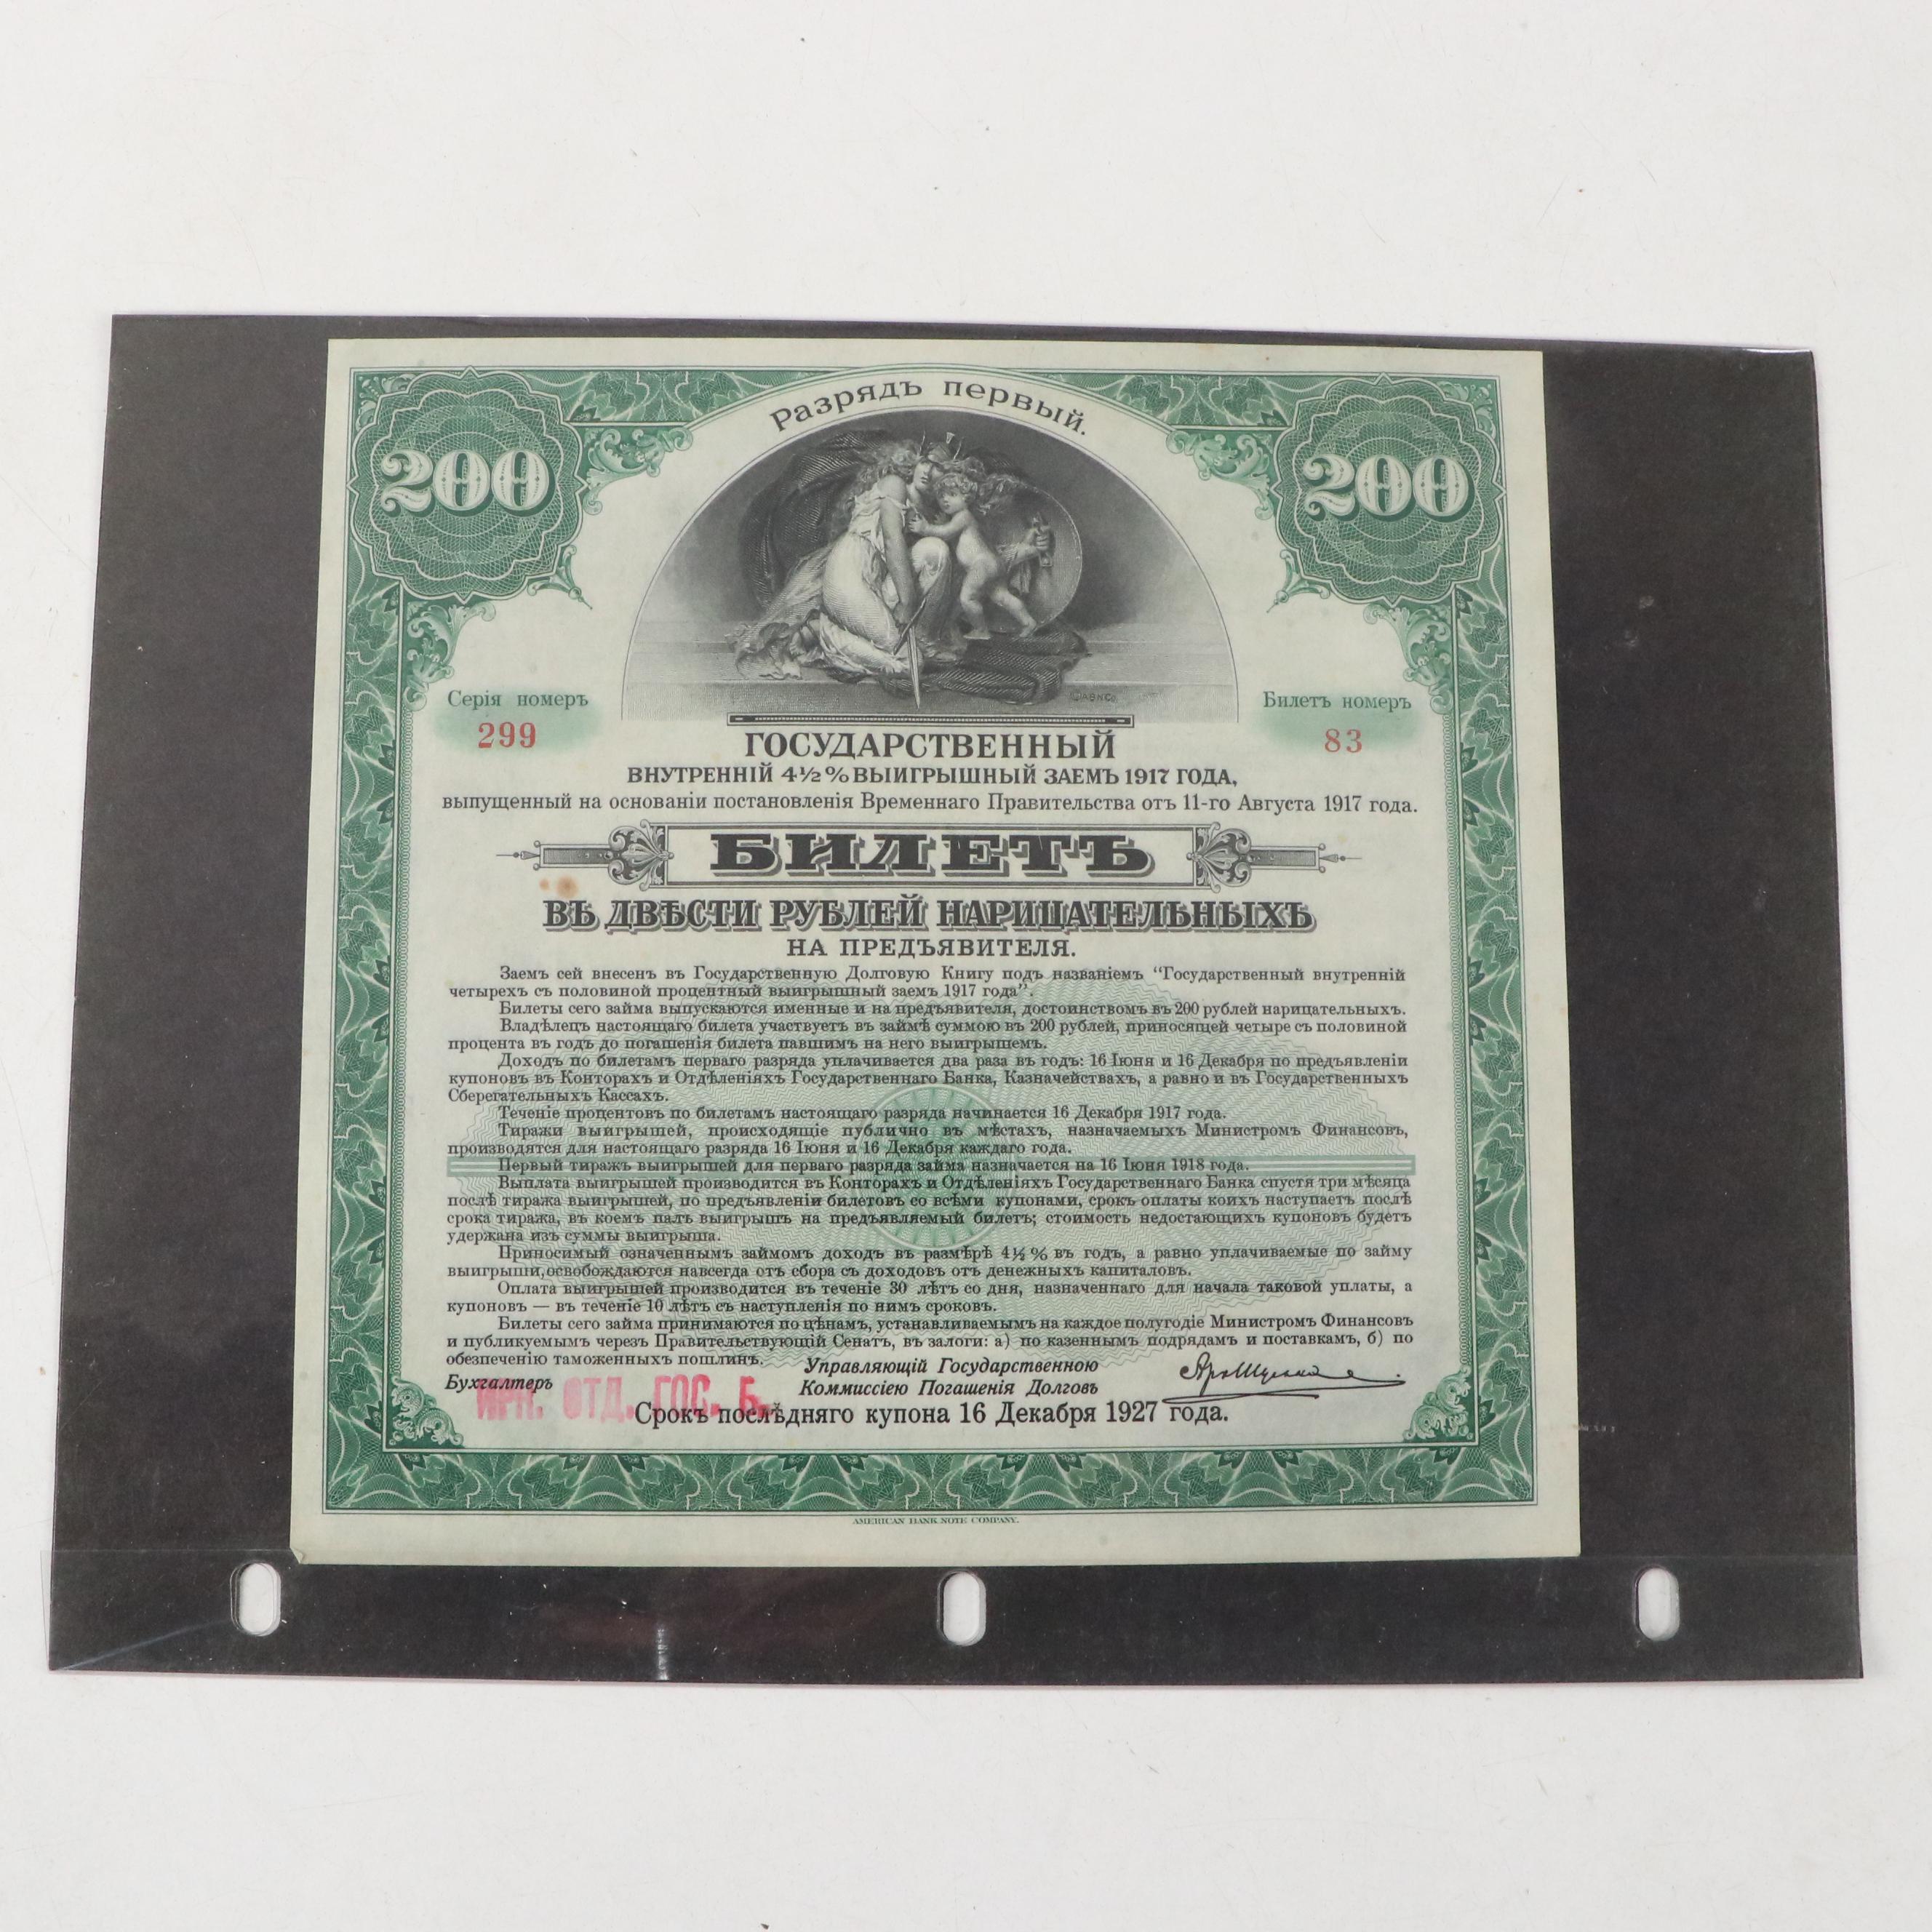 Разрядъ первый.
200 200
Серія номеръ Билетъ номеръ
299 83
ГОСУДАРСТВЕННЫЙ
ВНУТРЕННІЙ 4½% ВЫИГРЫШНЫЙ ЗАЕМЪ 1917 ГОДА,
выпущенный на основаніи постановленія Временнаго Правительства отъ 11-го Августа 1917 года.
БИЛЕТЪ
ВЪ ДВѢСТИ РУБЛЕЙ НАРИЦАТЕЛЬНЫХЪ
НА ПРЕДЪЯВИТЕЛЯ.
Заемъ сей внесенъ въ Государственную Долговую Книгу подъ названіемъ "Государственный внутренній
четырехъ съ половиной процентный выигрышный заемъ 1917 года".
Билеты сего займа выпускаются именные и на предъявителя, достоинствомъ въ 200 рублей нарицательныхъ.
Владѣлецъ настоящаго билета участвуетъ въ займѣ суммою въ 200 рублей, приносящей четыре съ половиной
процента въ годъ до погашенія билета павшимъ на него выигрышемъ.
Доходъ по билетамъ перваго разряда уплачивается два раза въ годъ: 16 Іюня и 16 Декабря по предъявленіи
купоновъ въ Конторахъ и Отдѣленіяхъ Государственнаго Банка, Казначействахъ, а равно и въ Государственныхъ
Сберегательныхъ Кассахъ.
Теченіе процентовъ по билетамъ настоящаго разряда начинается 16 Декабря 1917 года.
Тиражи выигрышей, происходящіе публично въ мѣстахъ, назначаемыхъ Министромъ Финансовъ,
производятся для настоящаго разряда 16 Іюня и 16 Декабря каждаго года.
Первый тиражъ выигрышей для перваго разряда займа назначается на 16 Іюня 1918 года.
Выплата выигрышей производится въ Конторахъ и Отдѣленіяхъ Государственнаго Банка спустя три мѣсяца
послѣ тиража выигрышей, по предъявленіи билетовъ со всѣми купонами, срокъ оплаты коихъ наступаетъ послѣ
срока тиража, въ коемъ палъ выигрышъ на предъявляемый билетъ; стоимость недостающихъ купоновъ будетъ
удержана изъ суммы выигрыша.
Приносимый означеннымъ займомъ доходъ въ размѣрѣ 4½% въ годъ, а равно уплачиваемые по займу
выигрыши, освобождаются навсегда отъ сбора съ доходовъ отъ денежныхъ капиталовъ.
Оплата выигрышей производится въ теченіе 30 лѣтъ со дня, назначеннаго для начала таковой уплаты, а
купоновъ — въ теченіе 10 лѣтъ съ наступленія по нимъ сроковъ.
Билеты сего займа принимаются по цѣнамъ, устанавливаемымъ на каждое полугодіе Министромъ Финансовъ
и публикуемымъ черезъ Правительствующій Сенатъ, въ залоги: а) по казеннымъ подрядамъ и поставкамъ, б) по
обезпеченію таможенныхъ пошлинъ.
Управляющій Государственною
Бухгалтеръ Коммиссіею Погашенія Долговъ
ИРК. ОТД. ГОС. Б.
Срокъ послѣдняго купона 16 Декабря 1927 года.
AMERICAN BANK NOTE COMPANY.